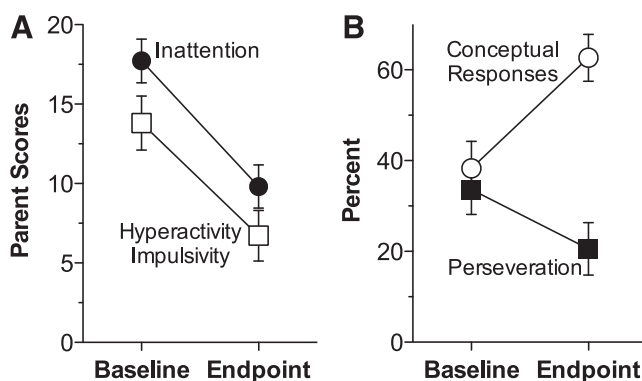 A
20
15
10
5
0
Parent Scores
Inattention
Hyperactivity
Impulsivity
Baseline Endpoint
B
60
40
20
0
Percent
Conceptual
Responses
Perseveration
Baseline Endpoint